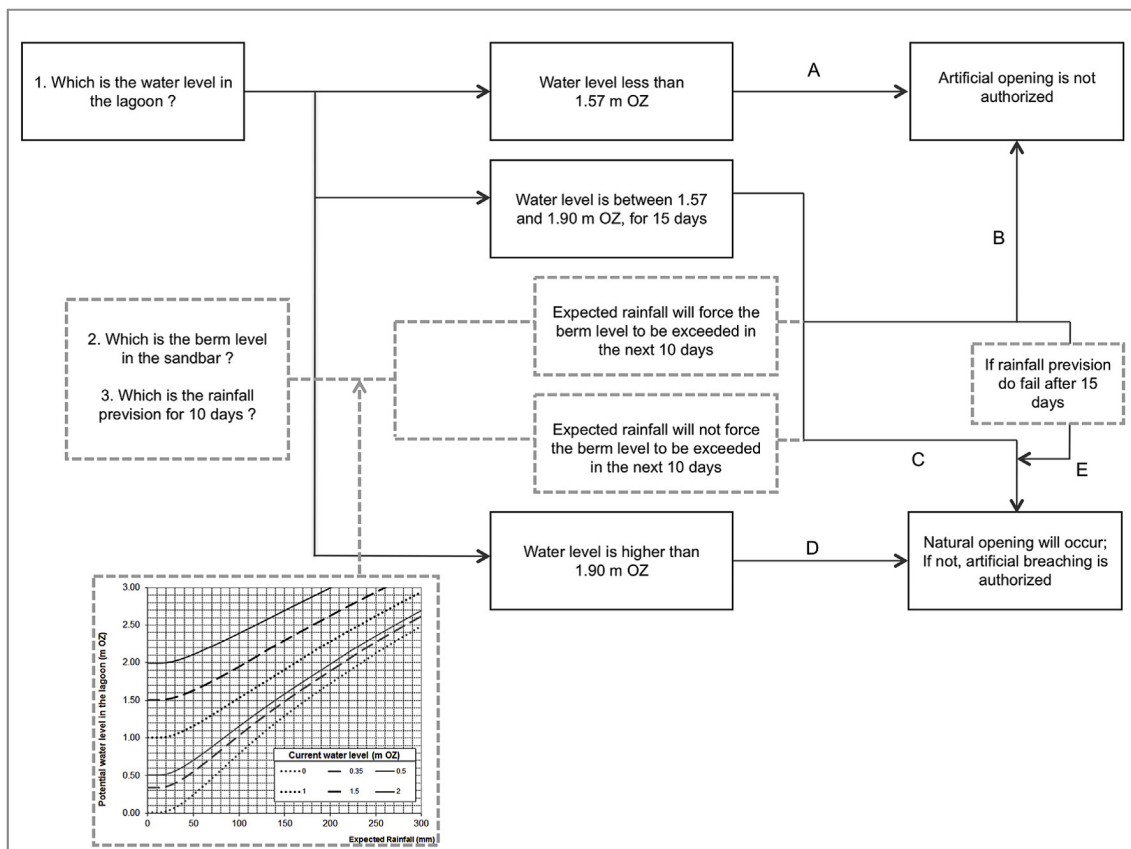 1. Which is the water level in
the lagoon ?
Water level less than
1.57 m OZ
A
Artificial opening is not
authorized
Water level is between 1.57
and 1.90 m OZ, for 15 days
B
2. Which is the berm level
in the sandbar ?
3. Which is the rainfall
prevision for 10 days ?
Expected rainfall will force the
berm level to be exceeded in
the next 10 days
If rainfall prevision
do fail after 15
days
Expected rainfall will not force
the berm level to be exceeded
in the next 10 days
C
E
Water level is higher than
1.90 m OZ
D
Natural opening will occur;
If not, artificial breaching is
authorized
Potential water level in the lagoon (m OZ)
3.00
2.50
2.00
1.50
1.00
0.50
0.00
Current water level (m OZ)
0 0.35 0.5
1 1.5 2
0 50 100 150 200 250 300
Expected Rainfall (mm)